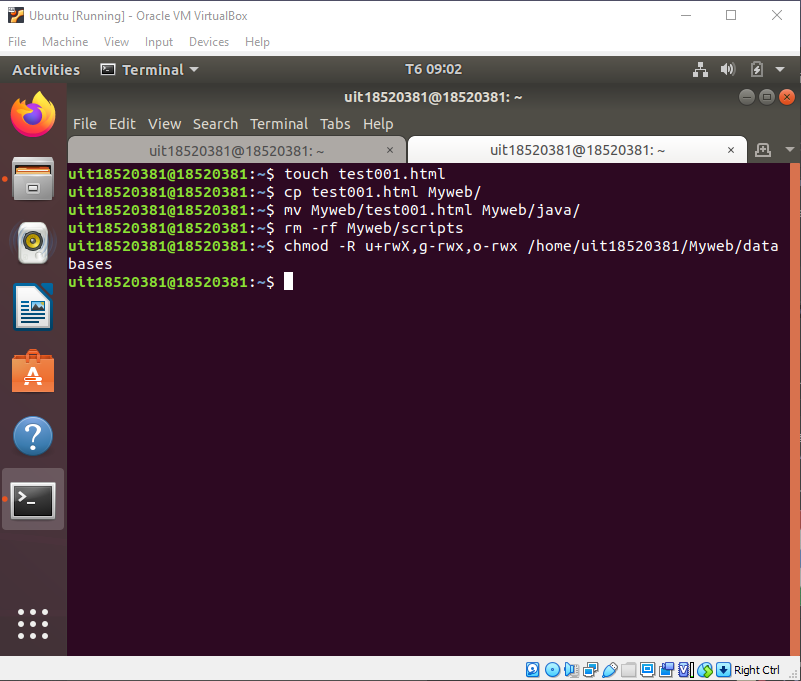 Ubuntu [Running] - Oracle VM VirtualBox
File Machine View Input Devices Help
Activities Terminal T6 09:02
uit18520381@18520381: ~
File Edit View Search Terminal Tabs Help
uit18520381@18520381: ~ × uit18520381@18520381: ~ ×
uit18520381@18520381:~$ touch test001.html
uit18520381@18520381:~$ cp test001.html Myweb/
uit18520381@18520381:~$ mv Myweb/test001.html Myweb/java/
uit18520381@18520381:~$ rm -rf Myweb/scripts
uit18520381@18520381:~$ chmod -R u+rwX,g-rwx,o-rwx /home/uit18520381/Myweb/data
bases
uit18520381@18520381:~$
Right Ctrl